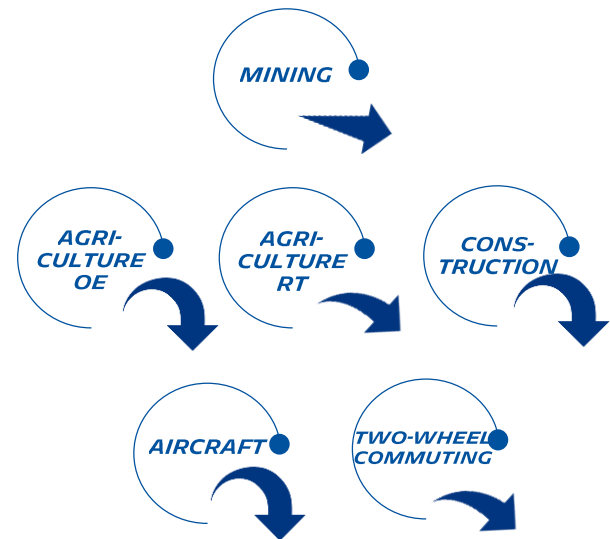 MINING
AGRI-
CULTURE
OE
AGRI-
CULTURE
RT
CONS-
TRUCTION
AIRCRAFT
TWO-WHEEL
COMMUTING